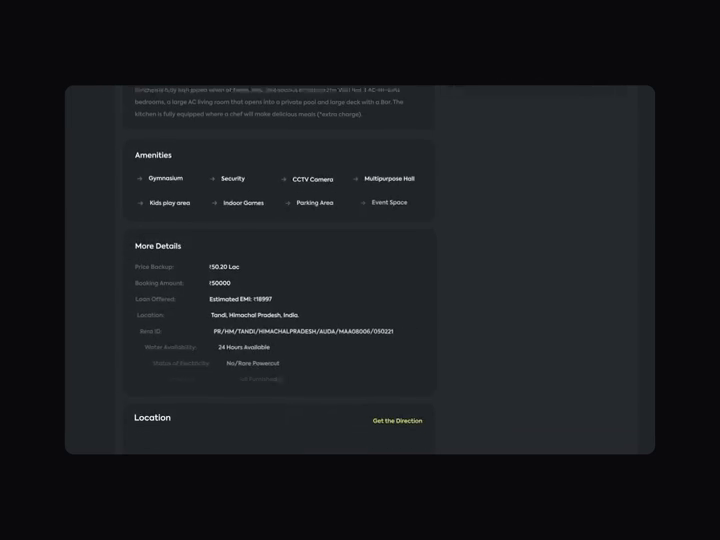 bedrooms, a large AC living room that opens into a private pool and large deck with a Bar. The
kitchen is fully equipped where a chef will make delicious meals (*extra charge).
Amenities
Gymnasium Security CCTV Camera Multipurpose Hall
Kids play area Indoor Games Parking Area Event Space
More Details
Price Backup: ₹50.20 Lac
Booking Amount: ₹50000
Loan Offered: Estimated EMI: ₹18997
Location: Tandi, Himachal Pradesh, India.
Rera ID: PR/HM/TANDI/HIMACHALPRADESH/AUDA/MAA08006/050221
Water Availability: 24 Hours Available
Status of Electricity: No/Rare Powercut
Location Get the Direction